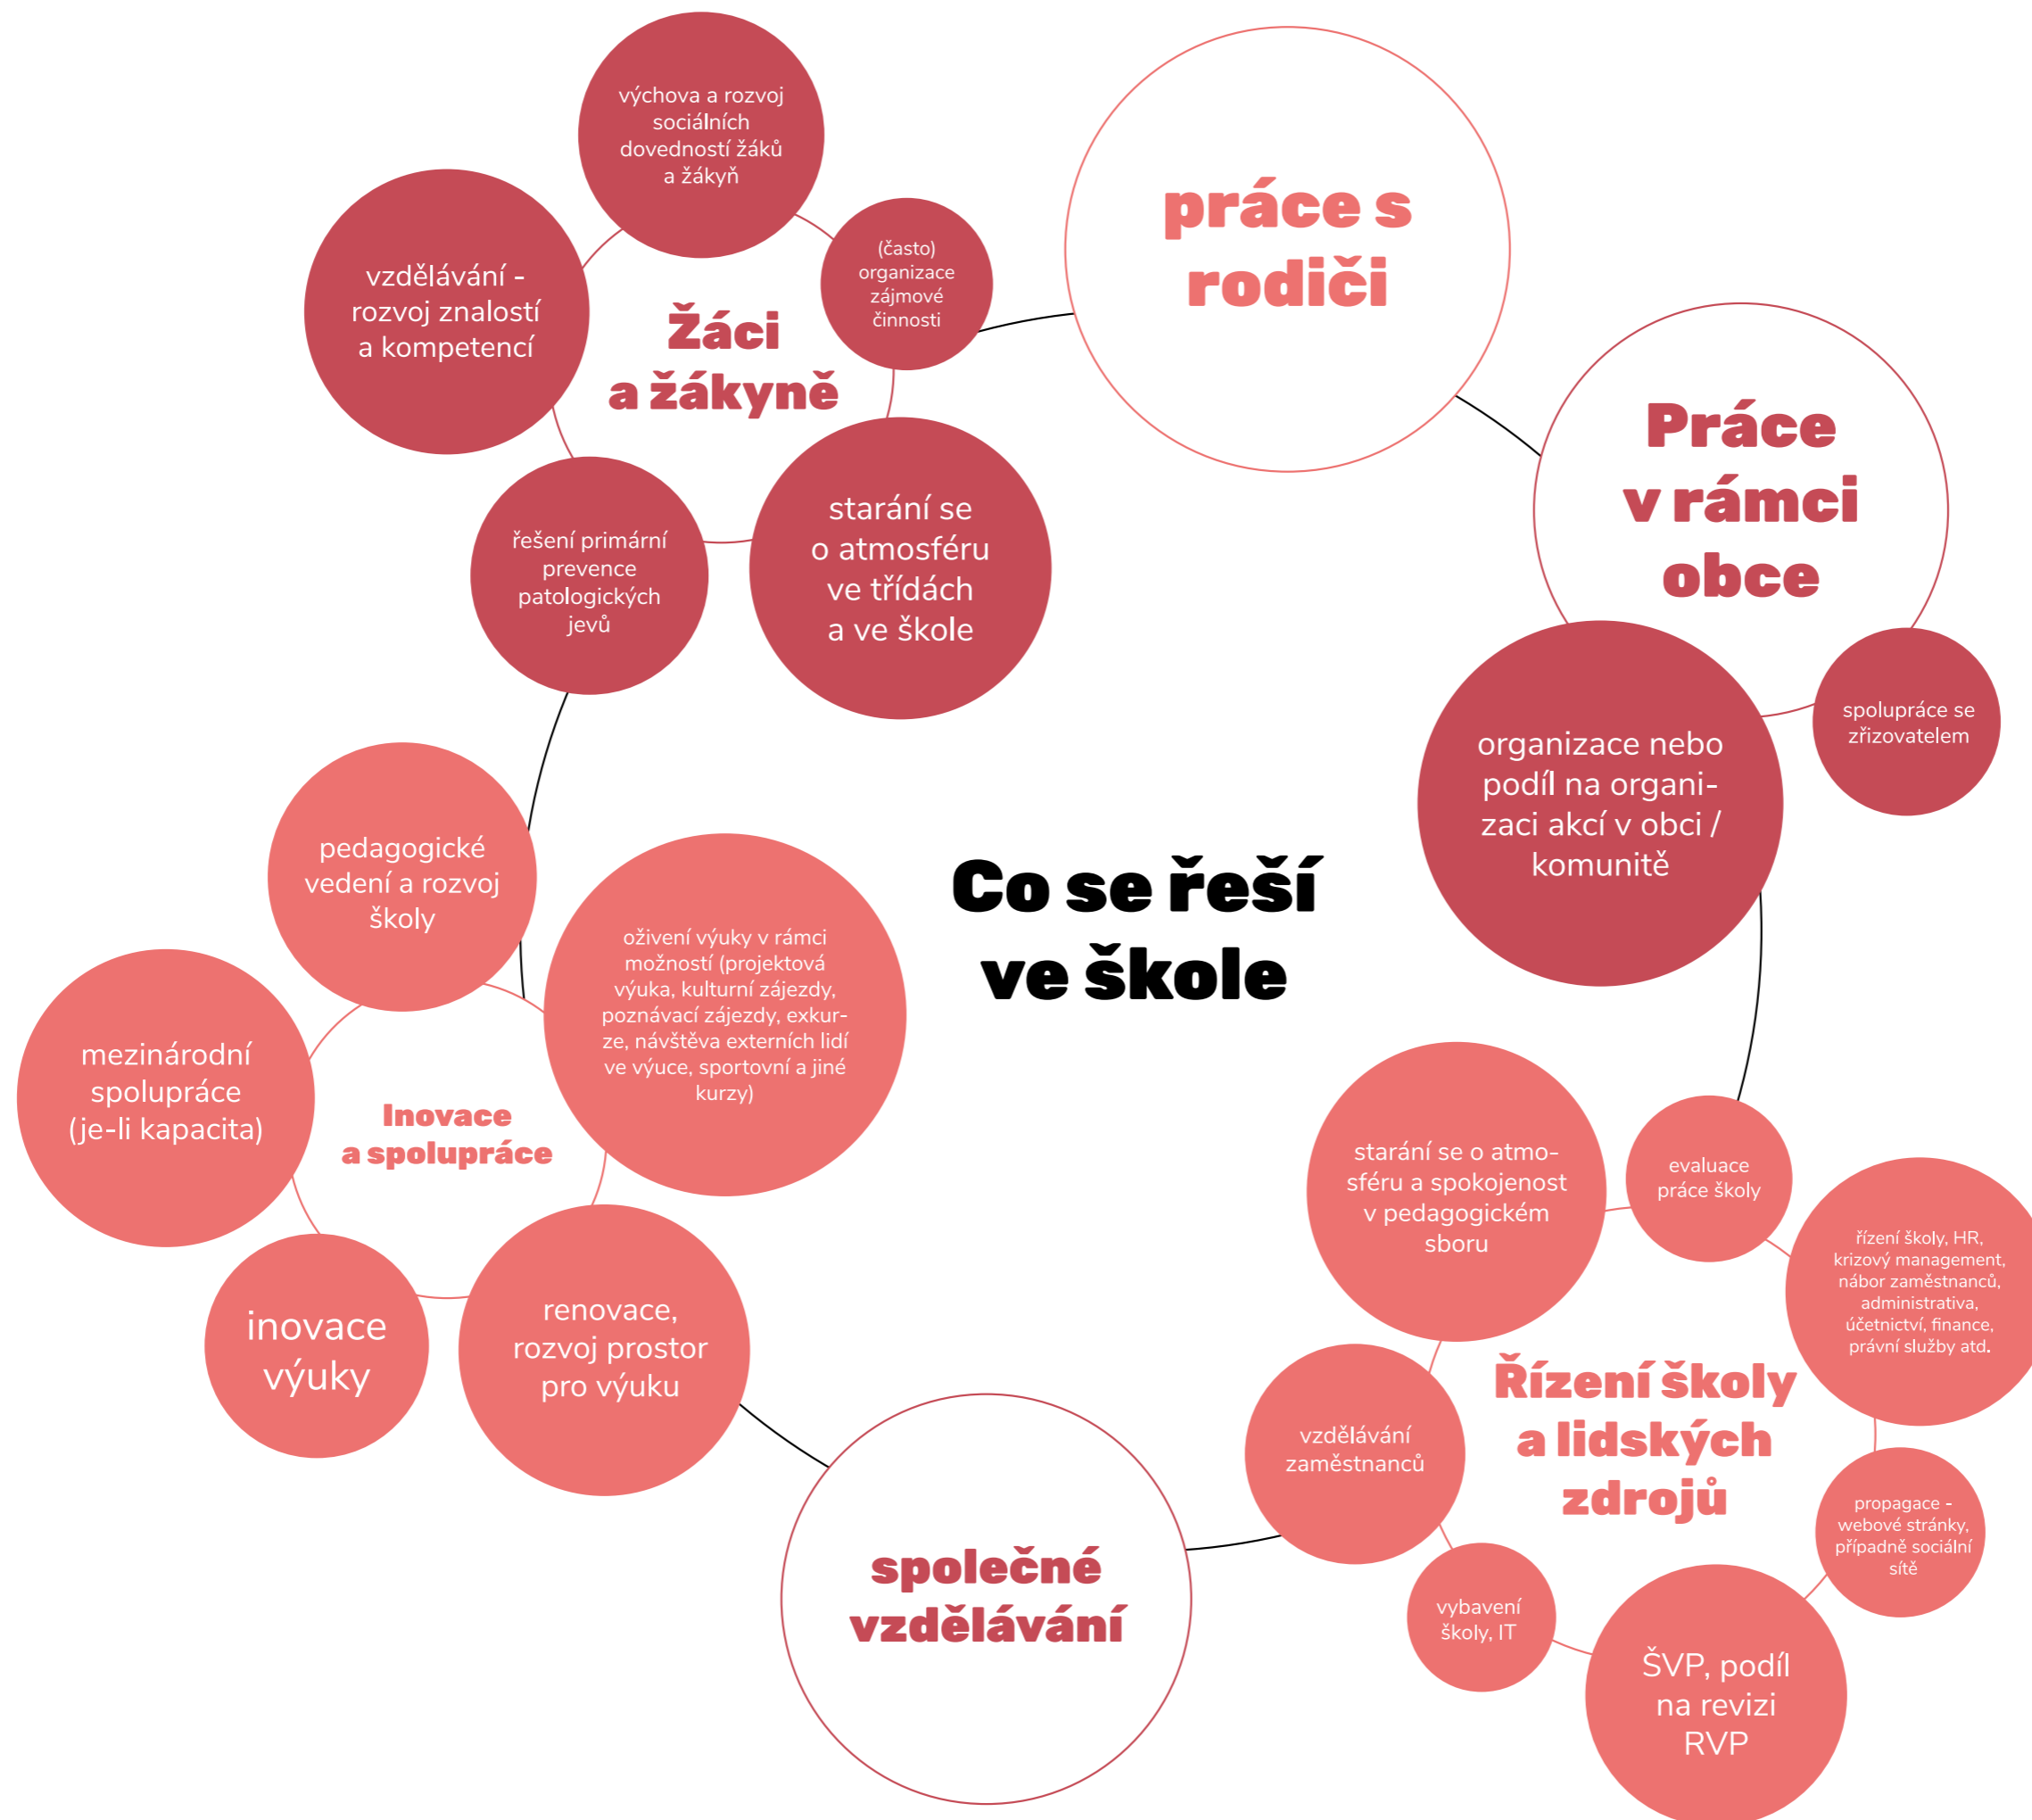 výchova a rozvoj
sociálních
dovedností žáků
a žákyň
vzdělávání -
rozvoj znalostí
a kompetencí
(často)
organizace
zájmové
činnosti
Žáci
a žákyně
řešení primární
prevence
patologických
jevů
starání se
o atmosféru
ve třídách
a ve škole
práce s
rodiči
Práce
v rámci
obce
organizace nebo
podíl na organi-
zaci akcí v obci /
komunitě
spolupráce se
zřizovatelem
Co se řeší
ve škole
pedagogické
vedení a rozvoj
školy
oživení výuky v rámci
možností (projektová
výuka, kulturní zájezdy,
poznávací zájezdy, exkur-
ze, návštěva externích lidí
ve výuce, sportovní a jiné
kurzy)
mezinárodní
spolupráce
(je-li kapacita)
Inovace
a spolupráce
inovace
výuky
renovace,
rozvoj prostor
pro výuku
společné
vzdělávání
starání se o atmo-
sféru a spokojenost
v pedagogickém
sboru
evaluace
práce školy
řízení školy, HR,
krizový management,
nábor zaměstnanců,
administrativa,
účetnictví, finance,
právní služby atd.
Řízení školy
a lidských
zdrojů
vzdělávání
zaměstnanců
propagace -
webové stránky,
případně sociální
sítě
vybavení
školy, IT
ŠVP, podíl
na revizi
RVP